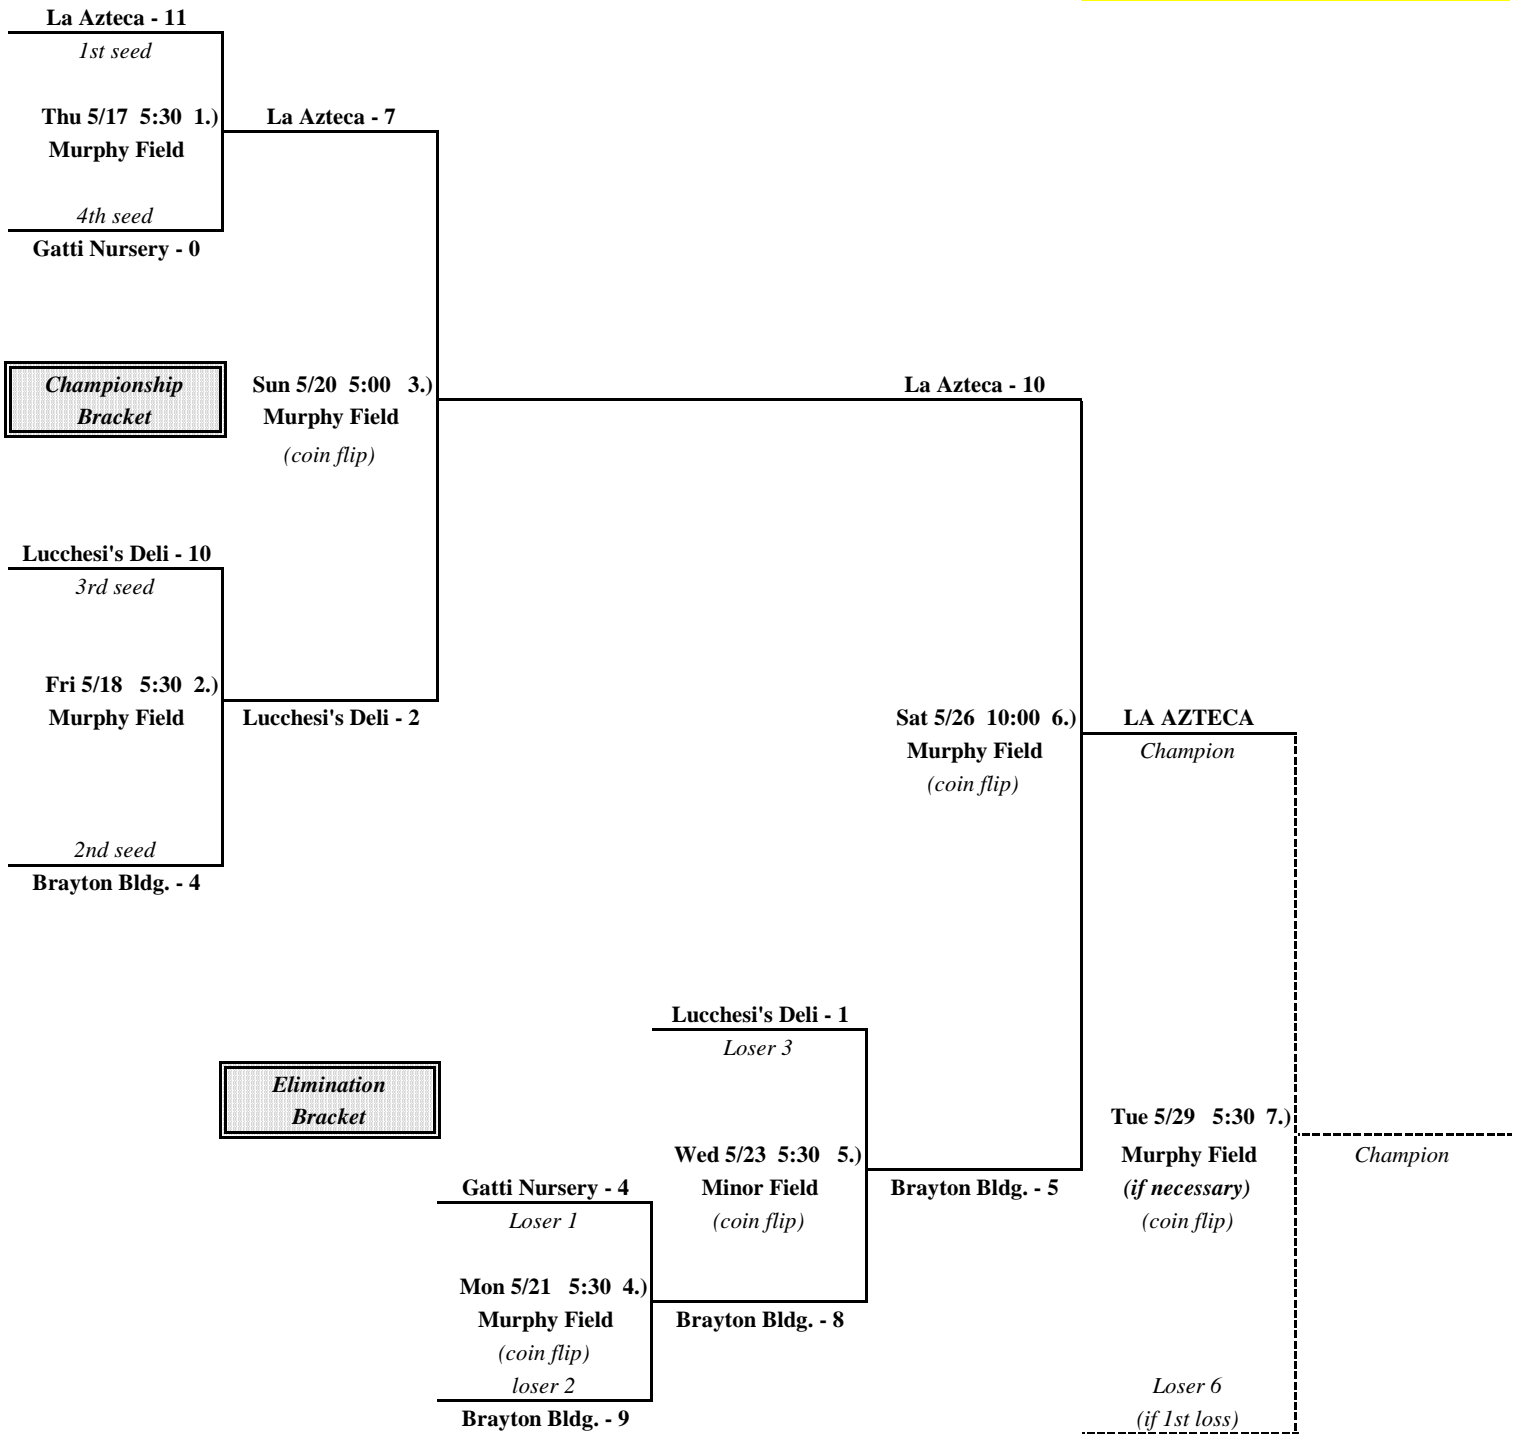 La Azteca - 11
1st seed
Thu 5/17 5:30 1.)
Murphy Field
La Azteca - 7
4th seed
Gatti Nursery - 0
Championship
Bracket
Sun 5/20 5:00 3.)
Murphy Field
(coin flip)
La Azteca - 10
Lucchesi's Deli - 10
3rd seed
Fri 5/18 5:30 2.)
Murphy Field
Lucchesi's Deli - 2
2nd seed
Brayton Bldg. - 4
Sat 5/26 10:00 6.)
Murphy Field
(coin flip)
LA AZTECA
Champion
Elimination
Bracket
Lucchesi's Deli - 1
Loser 3
Wed 5/23 5:30 5.)
Minor Field
(coin flip)
Brayton Bldg. - 5
Gatti Nursery - 4
Loser 1
Mon 5/21 5:30 4.)
Murphy Field
(coin flip)
loser 2
Brayton Bldg. - 9
Brayton Bldg. - 8
Tue 5/29 5:30 7.)
Murphy Field
(if necessary)
(coin flip)
Champion
Loser 6
(if 1st loss)